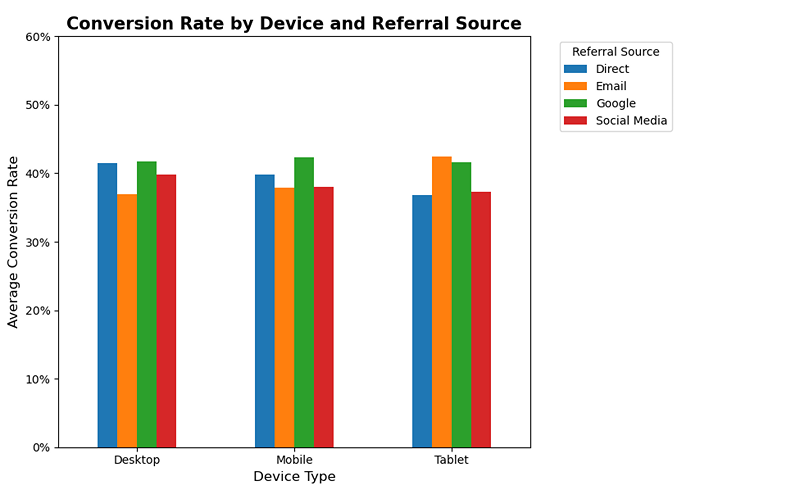 Conversion Rate by Device and Referral Source
60%
50%
40%
30%
20%
10%
0%
Average Conversion Rate
Desktop
Mobile
Tablet
Device Type
Referral Source
Direct
Email
Google
Social Media